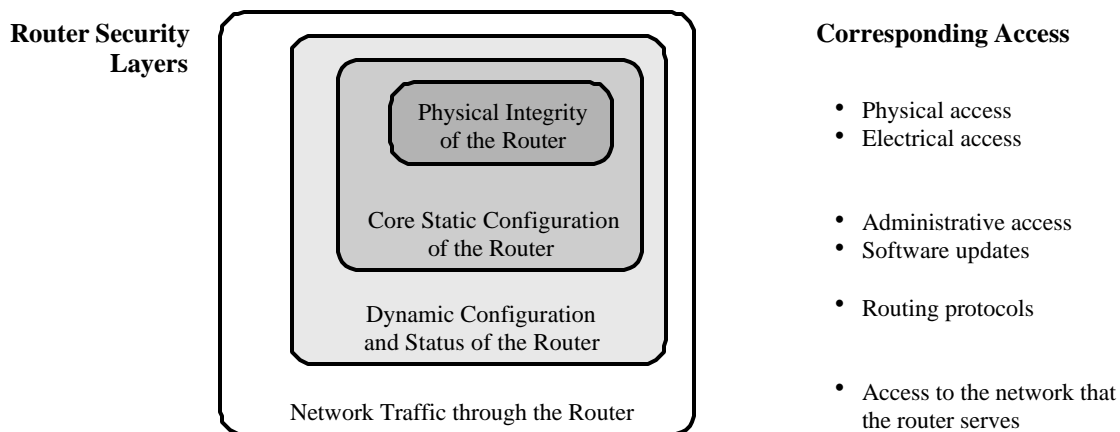 Router Security
Layers
Physical Integrity
of the Router
Core Static Configuration
of the Router
Dynamic Configuration
and Status of the Router
Network Traffic through the Router
Corresponding Access
• Physical access
• Electrical access
• Administrative access
• Software updates
• Routing protocols
• Access to the network that
the router serves